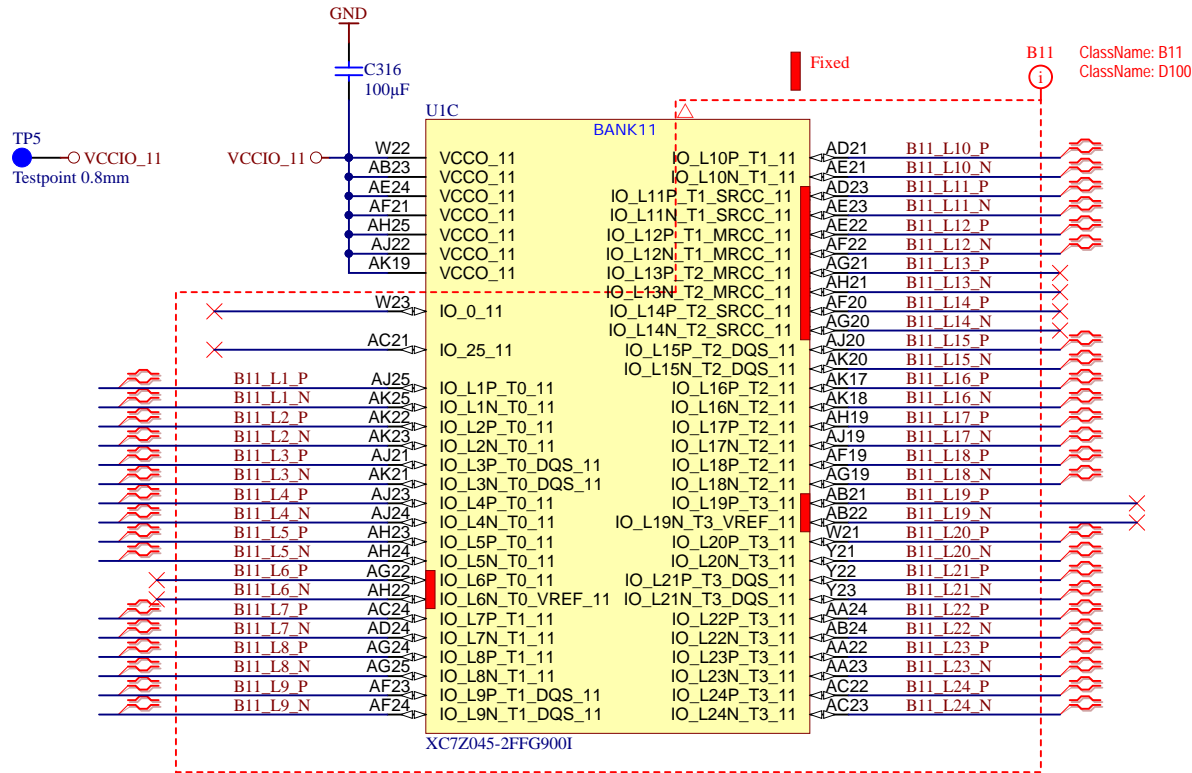 GND
C316
100µF
Fixed
B11
i
ClassName: B11
ClassName: D100
TP5
VCCIO_11
Testpoint 0.8mm
VCCIO_11
U1C
BANK11
W22 VCCO_11
AB23 VCCO_11
AE24 VCCO_11
AF21 VCCO_11
AH25 VCCO_11
AJ22 VCCO_11
AK19 VCCO_11
W23 IO_0_11
AC21 IO_25_11
B11_L1_P AJ25 IO_L1P_T0_11
B11_L1_N AK25 IO_L1N_T0_11
B11_L2_P AK22 IO_L2P_T0_11
B11_L2_N AK23 IO_L2N_T0_11
B11_L3_P AJ21 IO_L3P_T0_DQS_11
B11_L3_N AK21 IO_L3N_T0_DQS_11
B11_L4_P AJ23 IO_L4P_T0_11
B11_L4_N AJ24 IO_L4N_T0_11
B11_L5_P AH23 IO_L5P_T0_11
B11_L5_N AH24 IO_L5N_T0_11
B11_L6_P AG22 IO_L6P_T0_11
B11_L6_N AH22 IO_L6N_T0_VREF_11
B11_L7_P AC24 IO_L7P_T1_11
B11_L7_N AD24 IO_L7N_T1_11
B11_L8_P AG24 IO_L8P_T1_11
B11_L8_N AG25 IO_L8N_T1_11
B11_L9_P AF23 IO_L9P_T1_DQS_11
B11_L9_N AF24 IO_L9N_T1_DQS_11
IO_L10P_T1_11 AD21 B11_L10_P
IO_L10N_T1_11 AE21 B11_L10_N
IO_L11P_T1_SRCC_11 AD23 B11_L11_P
IO_L11N_T1_SRCC_11 AE23 B11_L11_N
IO_L12P_T1_MRCC_11 AE22 B11_L12_P
IO_L12N_T1_MRCC_11 AF22 B11_L12_N
IO_L13P_T2_MRCC_11 AG21 B11_L13_P
IO_L13N_T2_MRCC_11 AH21 B11_L13_N
IO_L14P_T2_SRCC_11 AF20 B11_L14_P
IO_L14N_T2_SRCC_11 AG20 B11_L14_N
IO_L15P_T2_DQS_11 AJ20 B11_L15_P
IO_L15N_T2_DQS_11 AK20 B11_L15_N
IO_L16P_T2_11 AK17 B11_L16_P
IO_L16N_T2_11 AK18 B11_L16_N
IO_L17P_T2_11 AH19 B11_L17_P
IO_L17N_T2_11 AJ19 B11_L17_N
IO_L18P_T2_11 AF19 B11_L18_P
IO_L18N_T2_11 AG19 B11_L18_N
IO_L19P_T3_11 AB21 B11_L19_P
IO_L19N_T3_VREF_11 AB22 B11_L19_N
IO_L20P_T3_11 W21 B11_L20_P
IO_L20N_T3_11 Y21 B11_L20_N
IO_L21P_T3_DQS_11 Y22 B11_L21_P
IO_L21N_T3_DQS_11 Y23 B11_L21_N
IO_L22P_T3_11 AA24 B11_L22_P
IO_L22N_T3_11 AB24 B11_L22_N
IO_L23P_T3_11 AA22 B11_L23_P
IO_L23N_T3_11 AA23 B11_L23_N
IO_L24P_T3_11 AC22 B11_L24_P
IO_L24N_T3_11 AC23 B11_L24_N
XC7Z045-2FFG900I